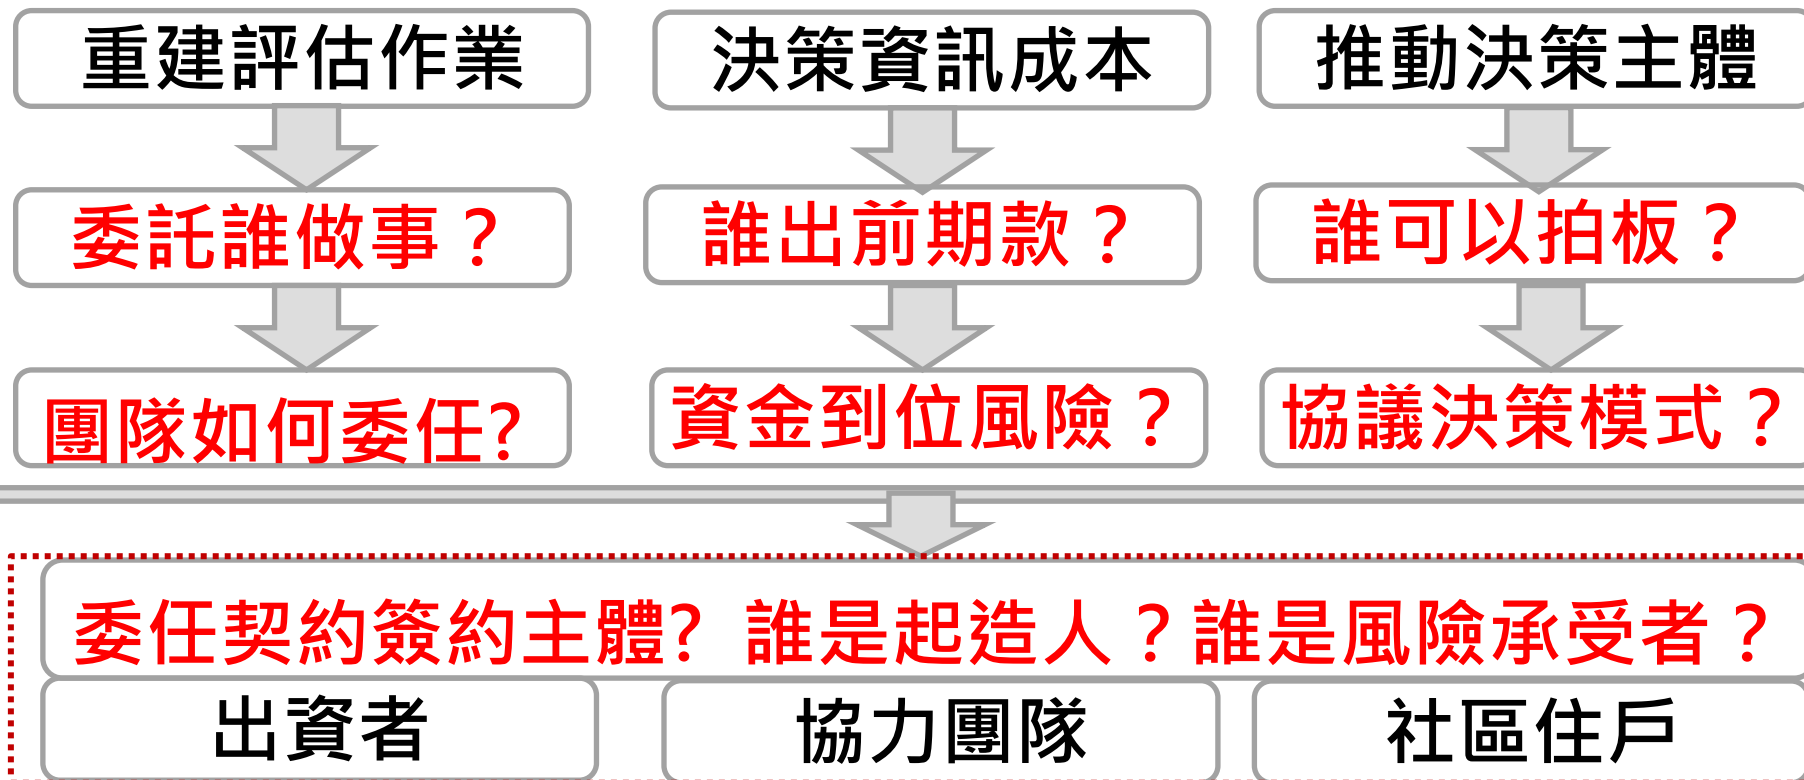 重建評估作業
決策資訊成本
推動決策主體
委託誰做事？
誰出前期款？
誰可以拍板？
團隊如何委任?
資金到位風險？
協議決策模式？
委任契約簽約主體? 誰是起造人？誰是風險承受者？
出資者
協力團隊
社區住戶